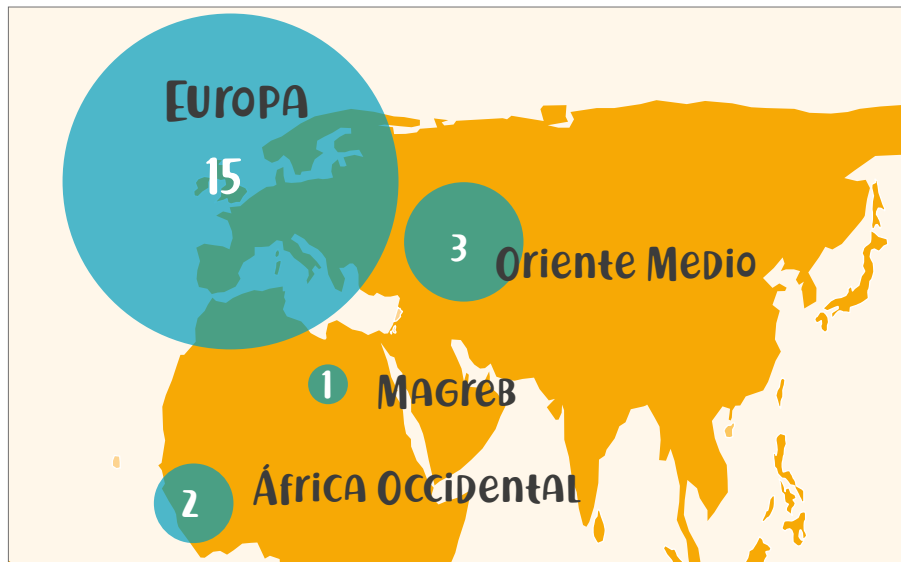 Europa
15
3
Oriente Medio
1
Magreb
2
África Occidental